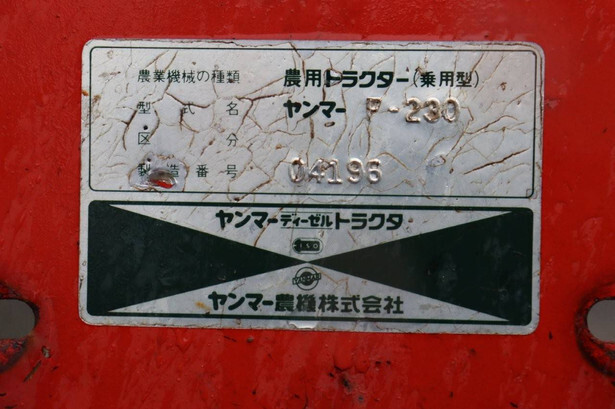 農業機械の種類 農用トラクター(乗用型)
型式名 ヤンマー F-230
区分
製造番号 04196
ヤンマーディーゼルトラクタ
ヤンマー農機株式会社